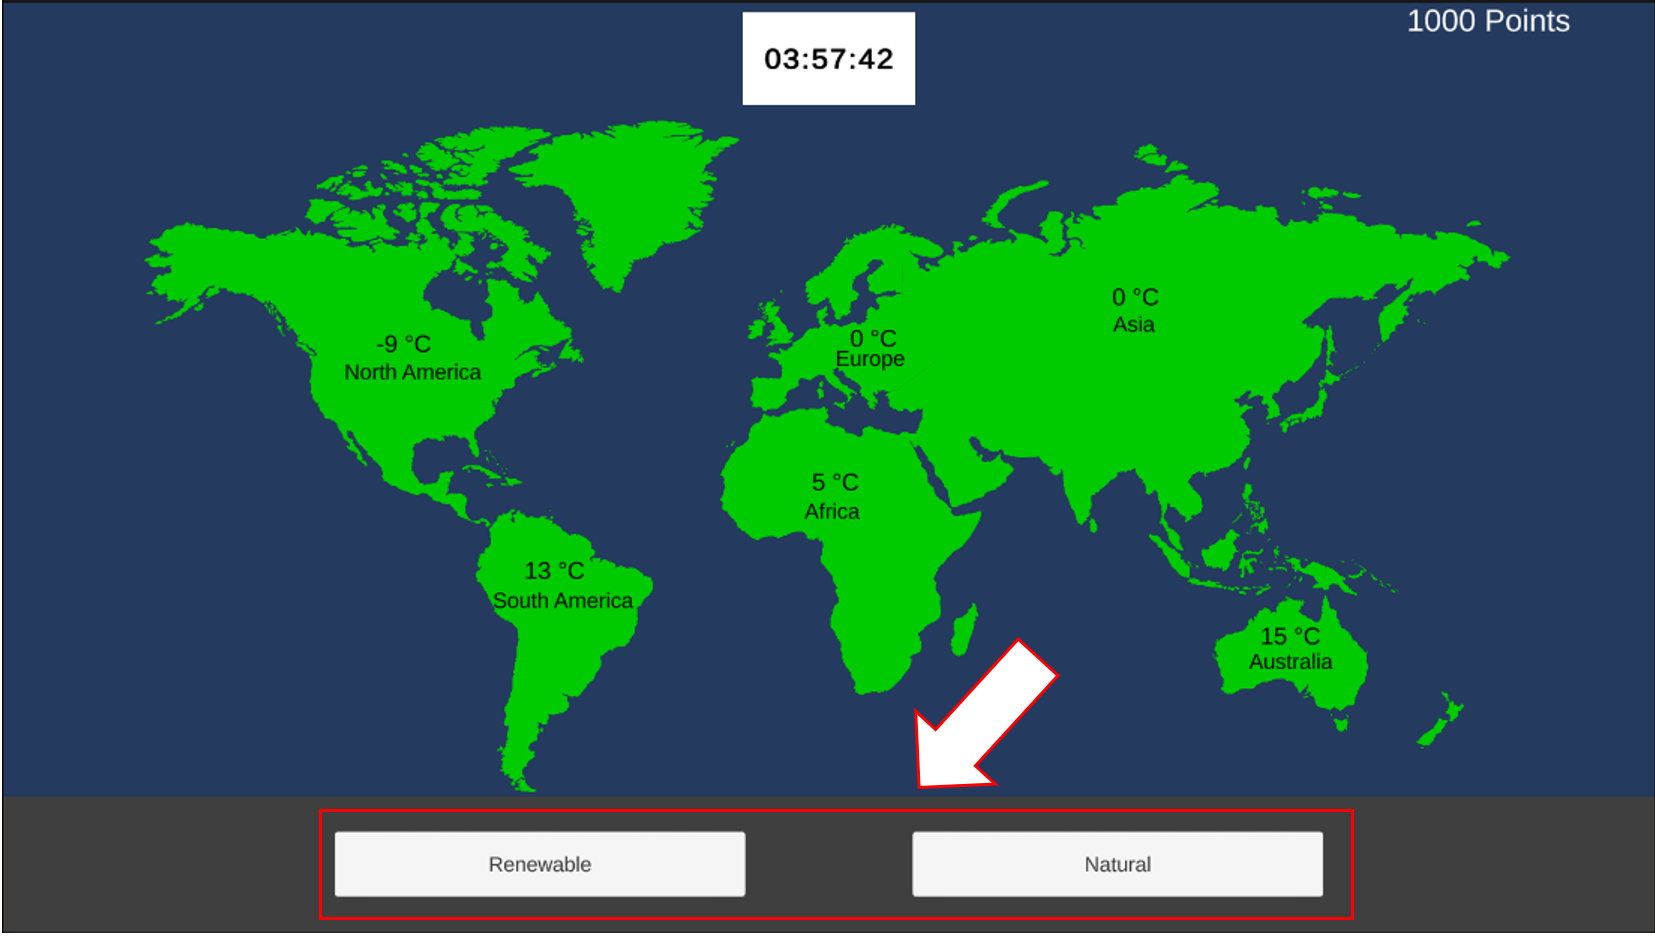 1000 Points
03:57:42
0 °C
Asia
0 °C
Europe
-9 °C
North America
5 °C
Africa
13 °C
South America
15 °C
Australia
Renewable
Natural